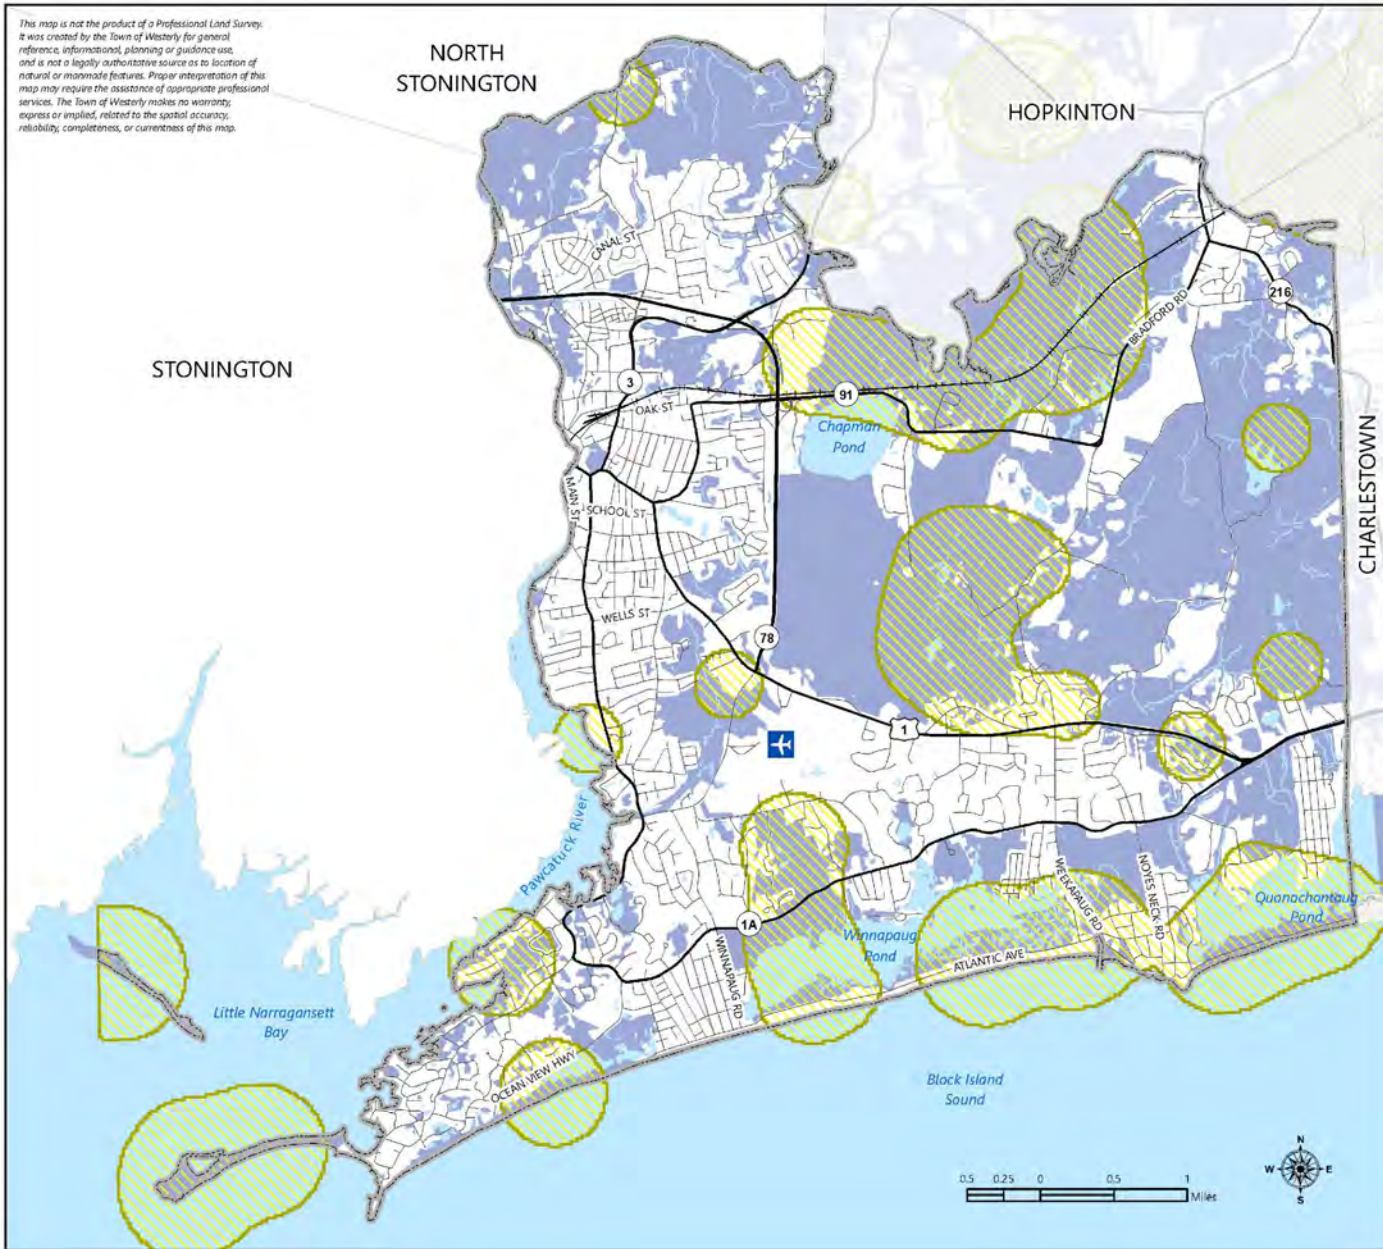 This map is not the product of a Professional Land Survey.
It was created by the Town of Westerly for general
reference, informational, planning or guidance use,
and is not a legally authoritative source as to location of
natural or manmade features. Proper interpretation of this
map may require the assistance of appropriate professional
services. The Town of Westerly makes no warranty,
express or implied, related to the spatial accuracy,
reliability, completeness, or currentness of this map.
NORTH
STONINGTON
HOPKINTON
CANAL ST
216
BRADFORD RD
STONINGTON
3
91
OAK ST
Chapman
Pond
CHARLESTOWN
MAIN ST
SCHOOL ST
WELLS ST
78
1
Pawcatuck River
WEEKAPAUG RD
NOYES NECK RD
Quonochontaug
Pond
1A
WINNAPAUG RD
Winnapaug
Pond
ATLANTIC AVE
Little Narragansett
Bay
OCEAN VIEW HWY
Block Island
Sound
N
W
E
S
0.5
0.25
0
0.5
1
Miles